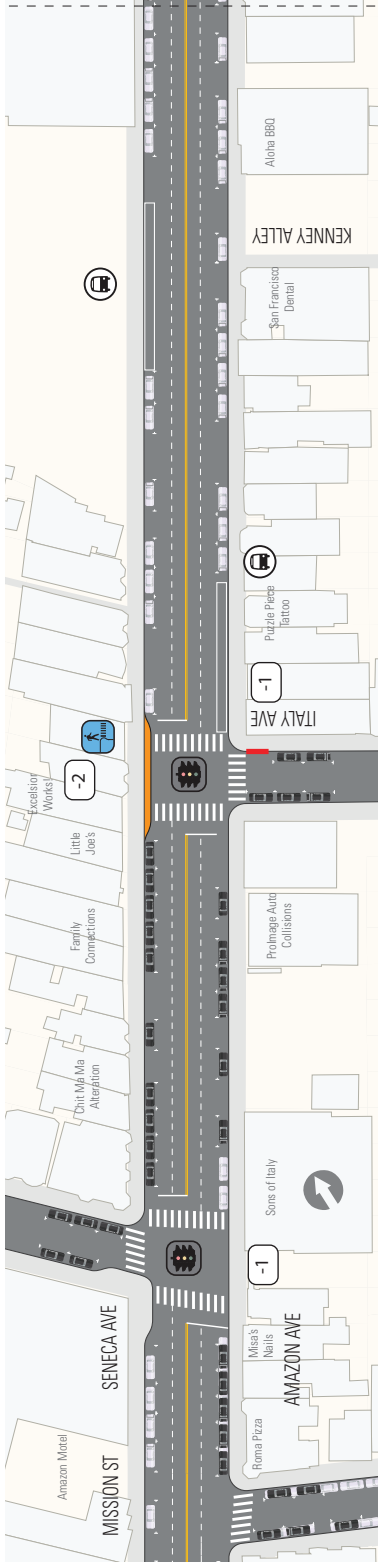 Aloha BBQ
KENNEY ALLEY
San Francisco
Dental
Puzzle Piece
Tattoo
-1
ITALY AVE
Excelsior
Works!
-2
Little
Joe's
Family
Connections
ProImage Auto
Collisions
Chit Ma Ma
Alteration
Sons of Italy
-1
SENECA AVE
Misa's
Nails
AMAZON AVE
Amazon Motel
MISSION ST
Roma Pizza